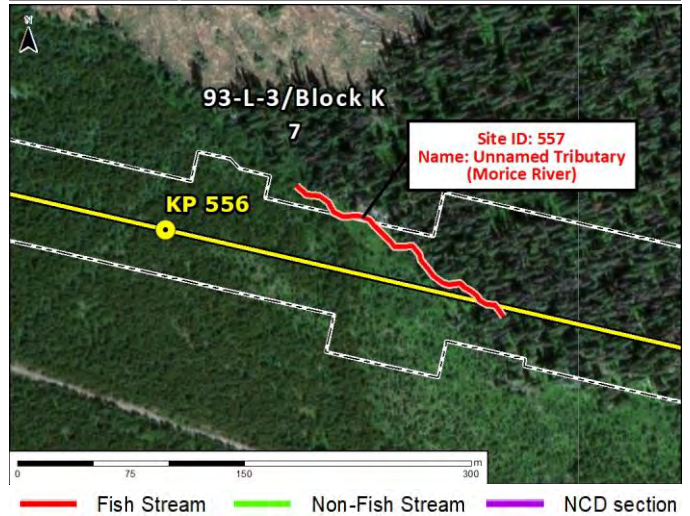 N
93-L-3/Block K
7
Site ID: 557
Name: Unnamed Tributary
(Morice River)
KP 556
0 75 150 300 m
Fish Stream Non-Fish Stream NCD section